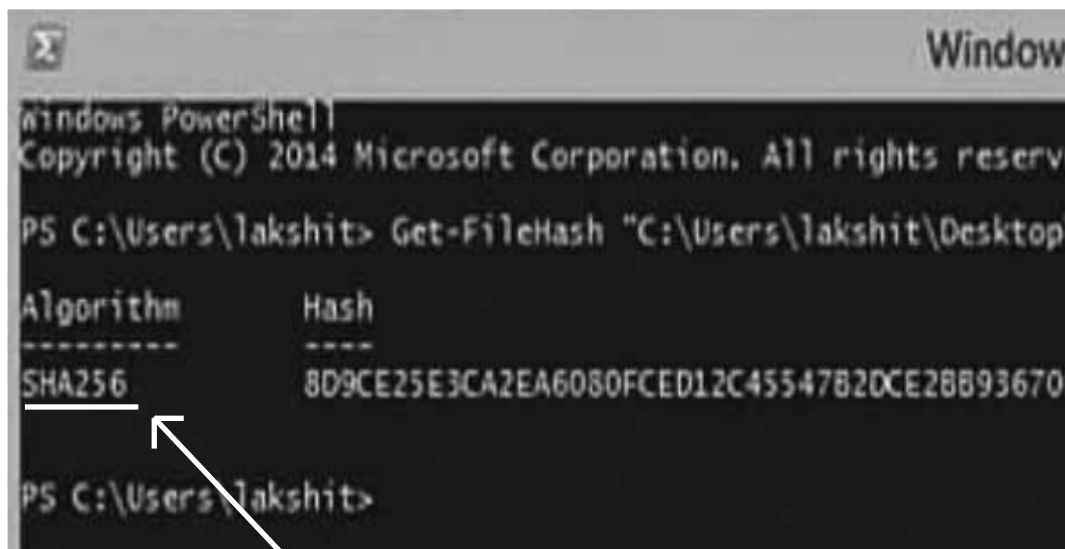 Window
Windows PowerShell
Copyright (C) 2014 Microsoft Corporation. All rights reserv
PS C:\Users\lakshit> Get-FileHash "C:\Users\lakshit\Desktop
Algorithm Hash
--------- ----
SHA256 8D9CE25E3CA2EA6080FCED12C45547B2DCE2BB93670
PS C:\Users\lakshit>